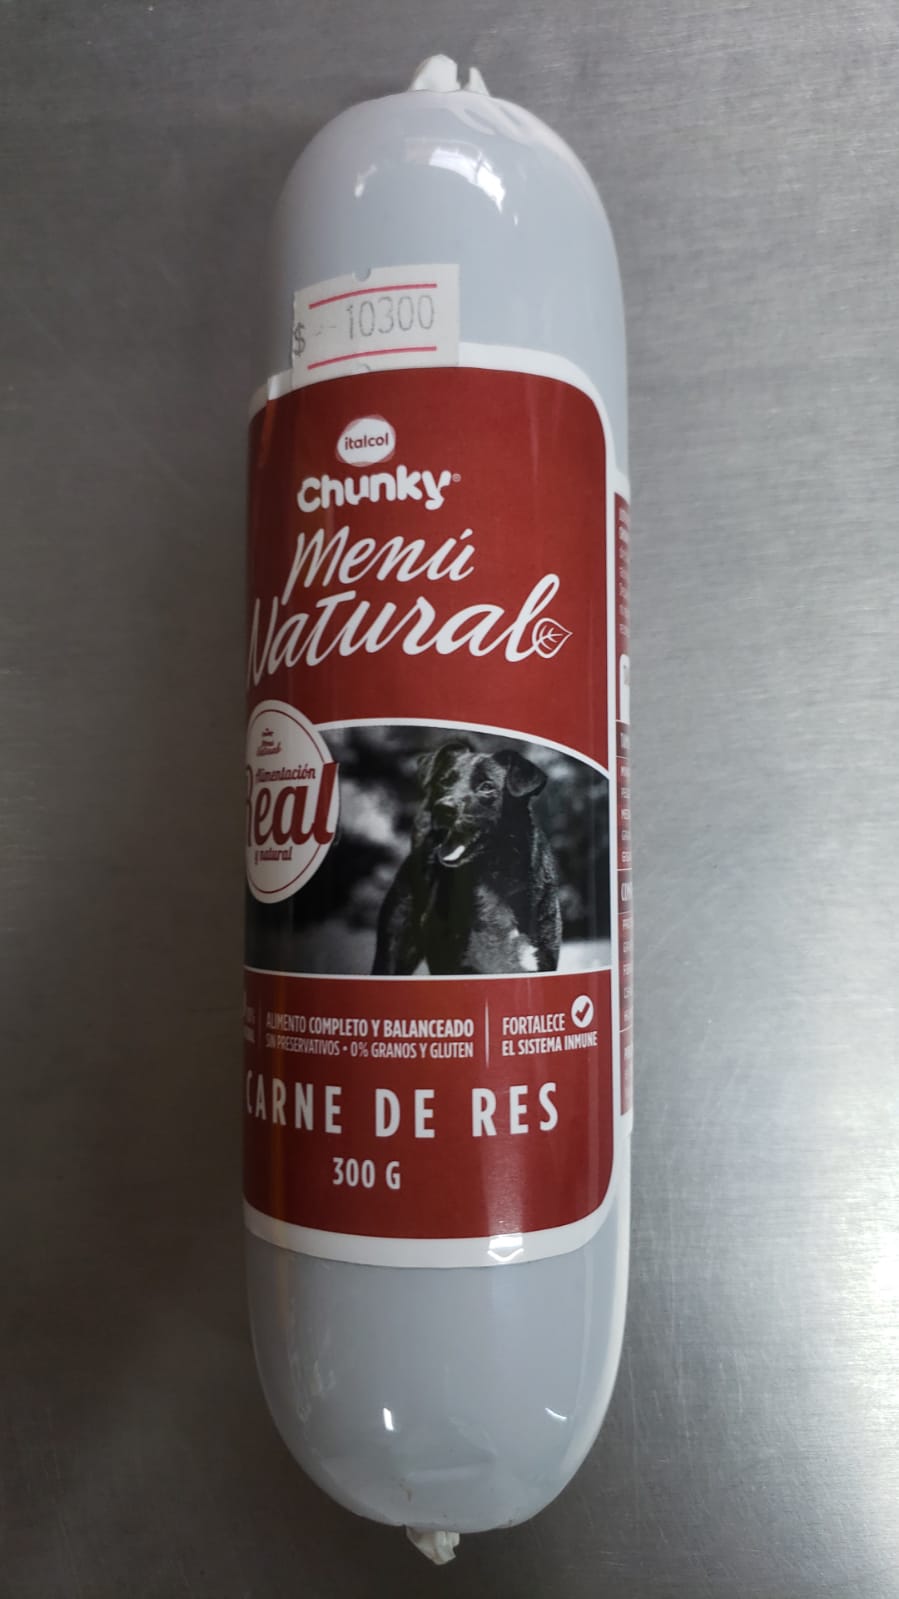 $ 10300
italcol
Chunky®
Menú
Natural
Alimentación
Real
y natural
ALIMENTO COMPLETO Y BALANCEADO
SIN PRESERVATIVOS • 0% GRANOS Y GLUTEN
FORTALECE
EL SISTEMA INMUNE
CARNE DE RES
300 G